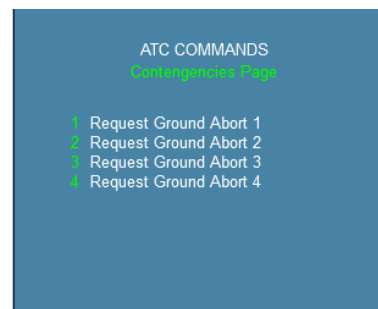 ATC COMMANDS
Contengencies Page
1 Request Ground Abort 1
2 Request Ground Abort 2
3 Request Ground Abort 3
4 Request Ground Abort 4